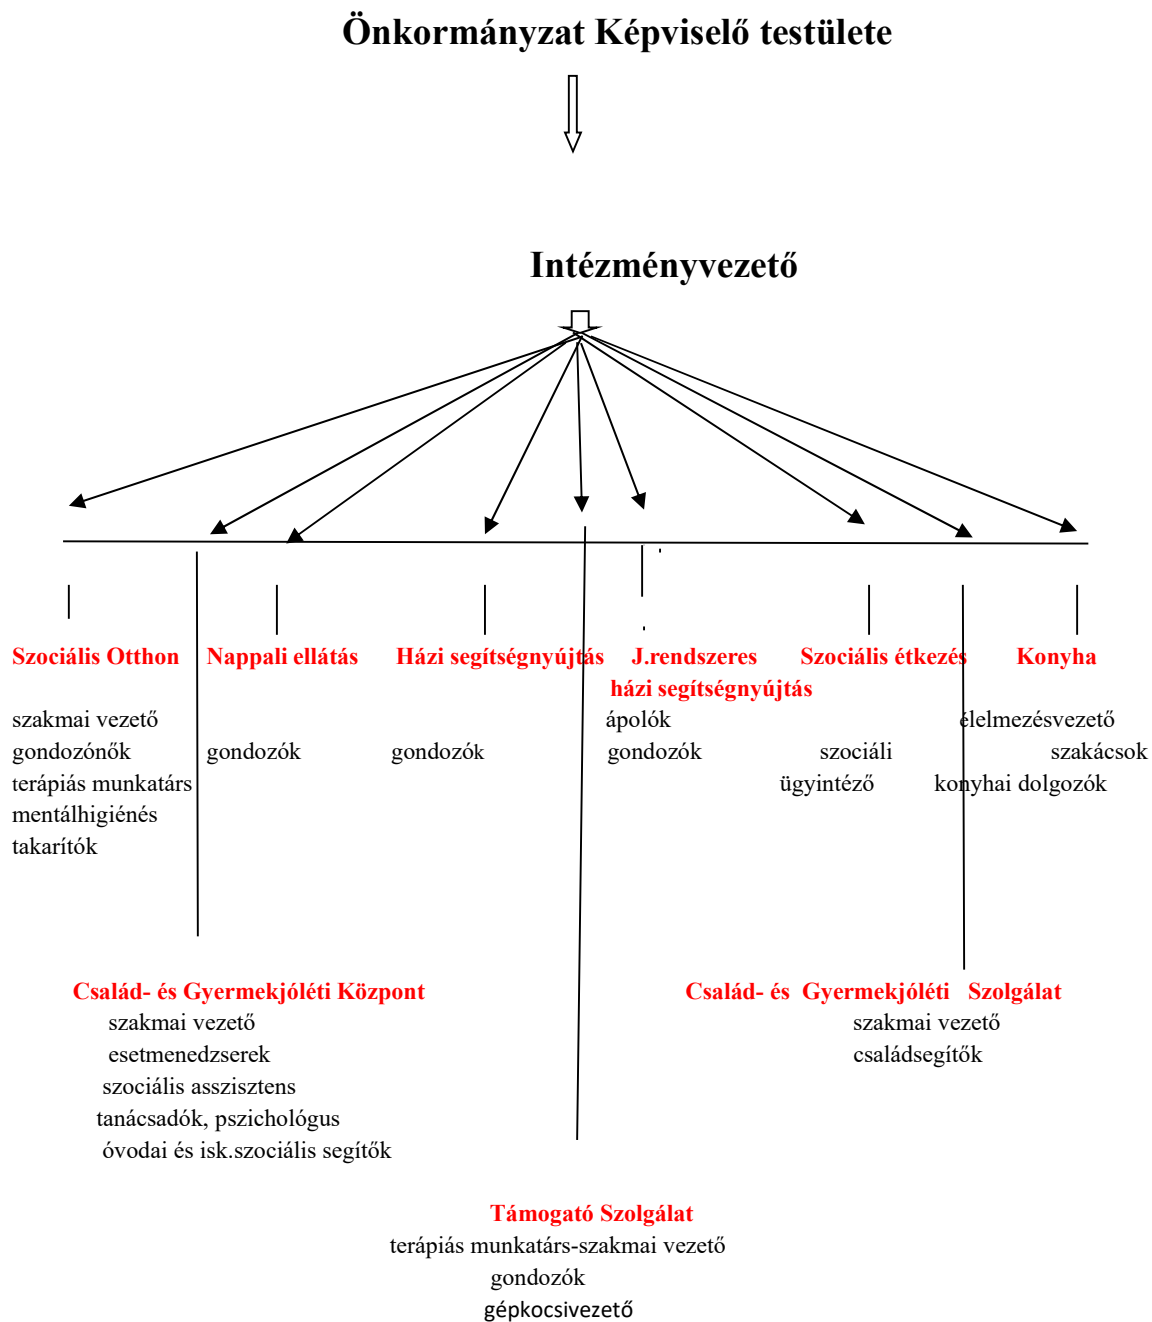 Önkormányzat Képviselő testülete
Intézményvezető
Szociális Otthon Nappali ellátás Házi segítségnyújtás J.rendszeres Szociális étkezés Konyha
házi segítségnyújtás
szakmai vezető ápolók élelmezésvezető
gondozónők gondozók gondozók gondozók szociáli szakácsok
terápiás munkatárs ügyintéző konyhai dolgozók
mentálhigiénés
takarítók
Család- és Gyermekjóléti Központ Család- és Gyermekjóléti Szolgálat
szakmai vezető szakmai vezető
esetmenedzserek családsegítők
szociális asszisztens
tanácsadók, pszichológus
óvodai és isk.szociális segítők
Támogató Szolgálat
terápiás munkatárs-szakmai vezető
gondozók
gépkocsivezető